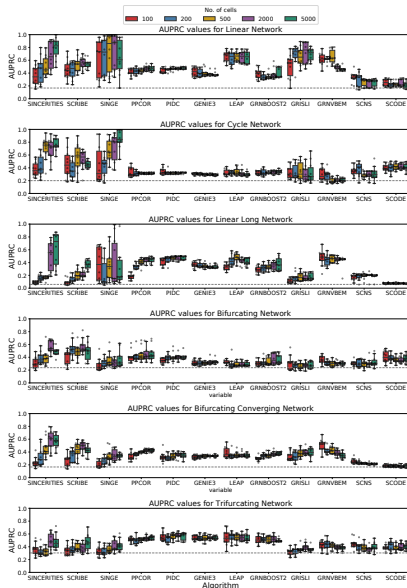 No. of cells
100 200 500 2000 5000
AUPRC values for Linear Network
AUPRC
1.0
0.8
0.6
0.4
0.2
0.0
SINCERITIES SCRIBE SINGE PPCOR PIDC GENIE3 LEAP GRNBOOST2 GRISLI GRNVBEM SCNS SCODE
AUPRC values for Cycle Network
AUPRC
1.0
0.8
0.6
0.4
0.2
0.0
SINCERITIES SCRIBE SINGE PPCOR PIDC GENIE3 LEAP GRNBOOST2 GRISLI GRNVBEM SCNS SCODE
AUPRC values for Linear Long Network
AUPRC
1.0
0.8
0.6
0.4
0.2
0.0
SINCERITIES SCRIBE SINGE PPCOR PIDC GENIE3 LEAP GRNBOOST2 GRISLI GRNVBEM SCNS SCODE
AUPRC values for Bifurcating Network
AUPRC
1.0
0.8
0.6
0.4
0.2
0.0
SINCERITIES SCRIBE SINGE PPCOR PIDC GENIE3 LEAP GRNBOOST2 GRISLI GRNVBEM SCNS SCODE
variable
AUPRC values for Bifurcating Converging Network
AUPRC
1.0
0.8
0.6
0.4
0.2
0.0
SINCERITIES SCRIBE SINGE PPCOR PIDC GENIE3 LEAP GRNBOOST2 GRISLI GRNVBEM SCNS SCODE
variable
AUPRC values for Trifurcating Network
AUPRC
1.0
0.8
0.6
0.4
0.2
0.0
SINCERITIES SCRIBE SINGE PPCOR PIDC GENIE3 LEAP GRNBOOST2 GRISLI GRNVBEM SCNS SCODE
Algorithm